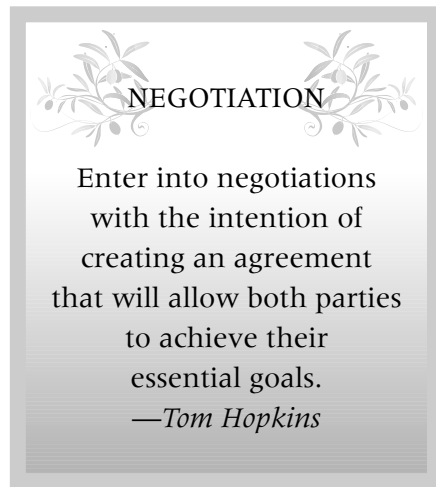 NEGOTIATION
Enter into negotiations
with the intention of
creating an agreement
that will allow both parties
to achieve their
essential goals.
—Tom Hopkins